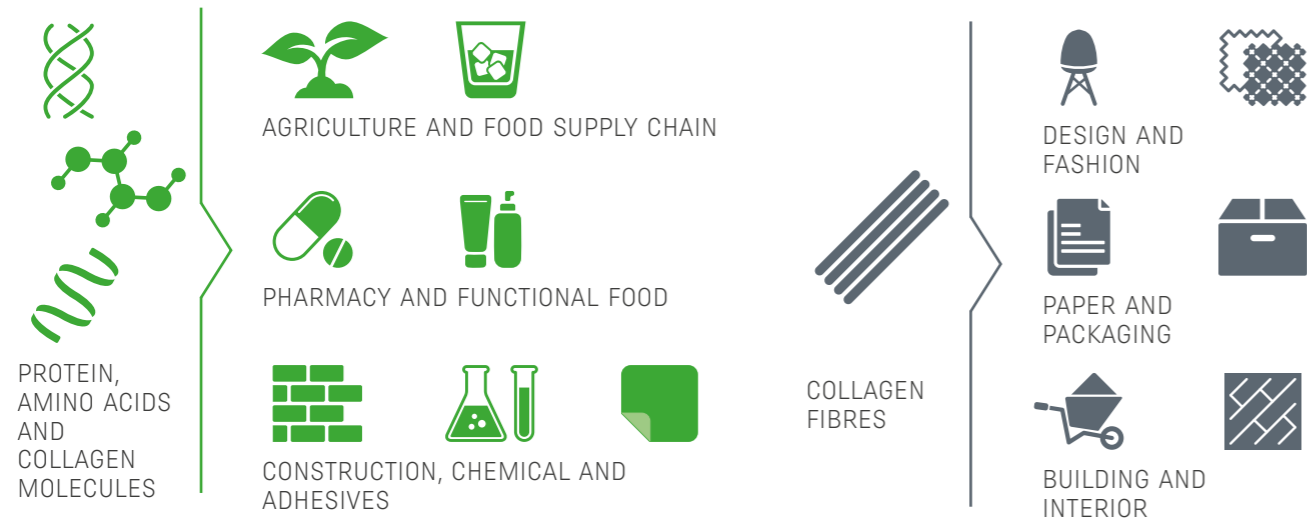 PROTEIN,
AMINO ACIDS
AND
COLLAGEN
MOLECULES
AGRICULTURE AND FOOD SUPPLY CHAIN
PHARMACY AND FUNCTIONAL FOOD
CONSTRUCTION, CHEMICAL AND
ADHESIVES
COLLAGEN
FIBRES
DESIGN AND
FASHION
PAPER AND
PACKAGING
BUILDING AND
INTERIOR